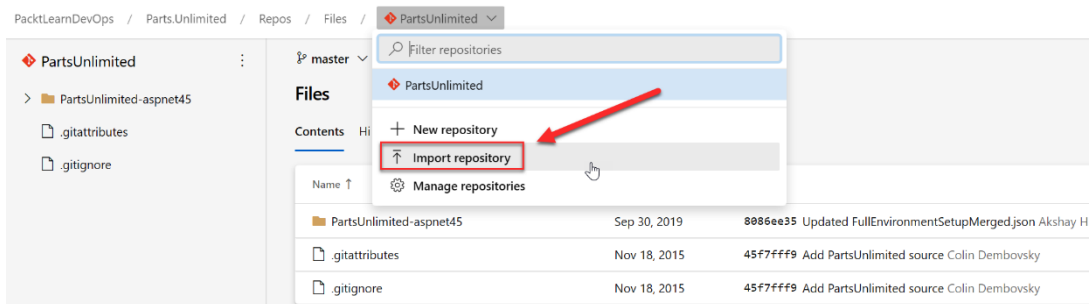 PacktLearnDevOps / Parts.Unlimited / Repos / Files / PartsUnlimited
PartsUnlimited
PartsUnlimited-aspnet45
.gitattributes
.gitignore
master
Files
Contents Hi
Filter repositories
PartsUnlimited
New repository
Import repository
Manage repositories
Name ↑
PartsUnlimited-aspnet45 Sep 30, 2019 8086ee35 Updated FullEnvironmentSetupMerged.json Akshay H
.gitattributes Nov 18, 2015 45f7fff9 Add PartsUnlimited source Colin Dembovsky
.gitignore Nov 18, 2015 45f7fff9 Add PartsUnlimited source Colin Dembovsky